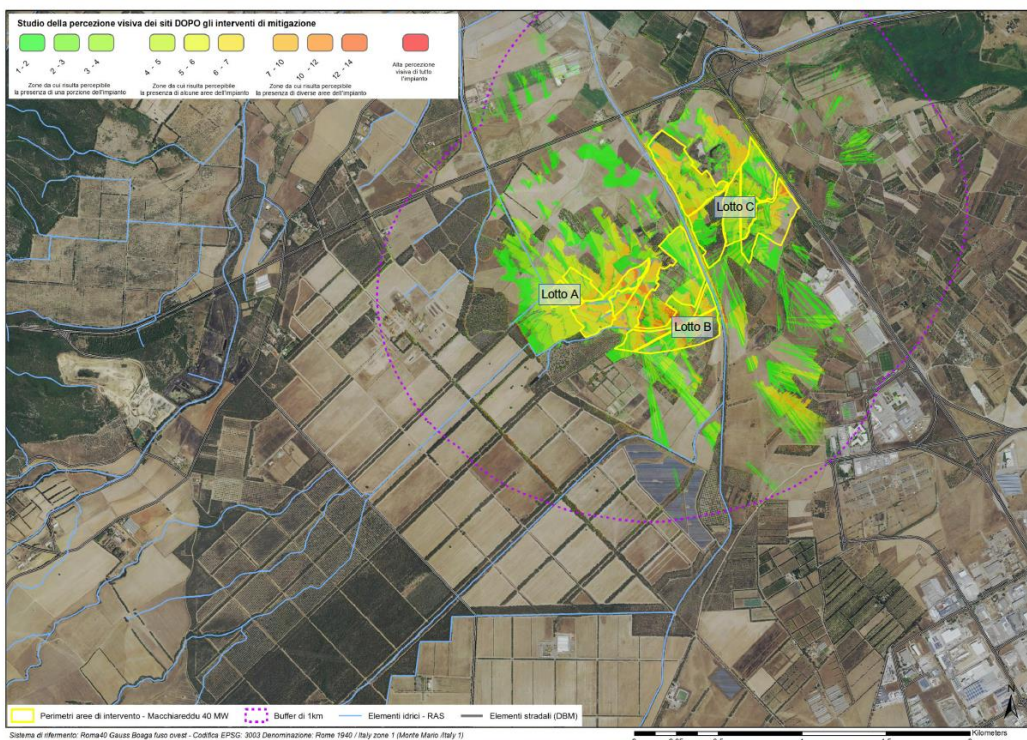 Studio della percezione visiva dei siti DOPO gli interventi di mitigazione
1 - 2
2 - 3
3 - 4
4 - 5
5 - 6
6 - 7
7 - 10
10 - 12
12 - 14
Zone da cui risulta percepibile
la presenza di una porzione dell'impianto
Zone da cui risulta percepibile
la presenza di alcune aree dell'impianto
Zone da cui risulta percepibile
la presenza di diverse aree dell'impianto
Alta percezione
visiva di tutto
l'impianto
Lotto C
Lotto A
Lotto B
N
Perimetri aree di intervento - Macchiareddu 40 MW
Buffer di 1km
Elementi idrici - RAS
Elementi stradali (DBM)
Kilometers
Sistema di riferimento: Roma40 Gauss Boaga fuso ovest - Codifica EPSG: 3003 Denominazione: Rome 1940 / Italy zone 1 (Monte Mario /Italy 1)